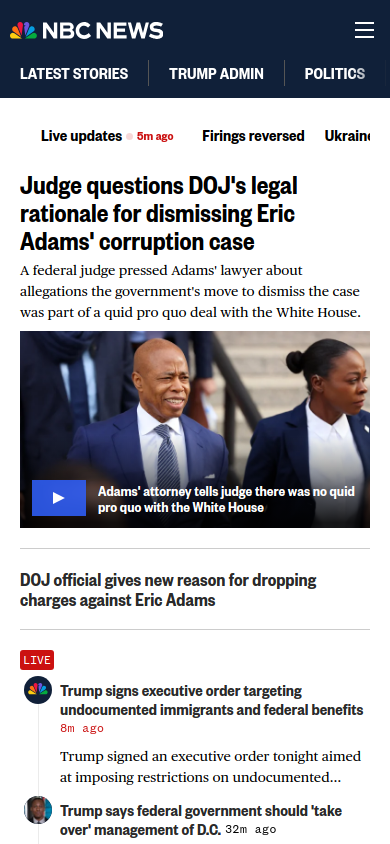 NBC NEWS
LATEST STORIES
TRUMP ADMIN
POLITICS
Live updates 5m ago
Firings reversed
Judge questions DOJ's legal
rationale for dismissing Eric
Adams' corruption case
A federal judge pressed Adams' lawyer about
allegations the government's move to dismiss the case
was part of a quid pro quo deal with the White House.
Adams' attorney tells judge there was no quid
pro quo with the White House
DOJ official gives new reason for dropping
charges against Eric Adams
LIVE
Trump signs executive order targeting
undocumented immigrants and federal benefits
8m ago
Trump signed an executive order tonight aimed
at imposing restrictions on undocumented...
Trump says federal government should 'take
over' management of D.C. 32m ago